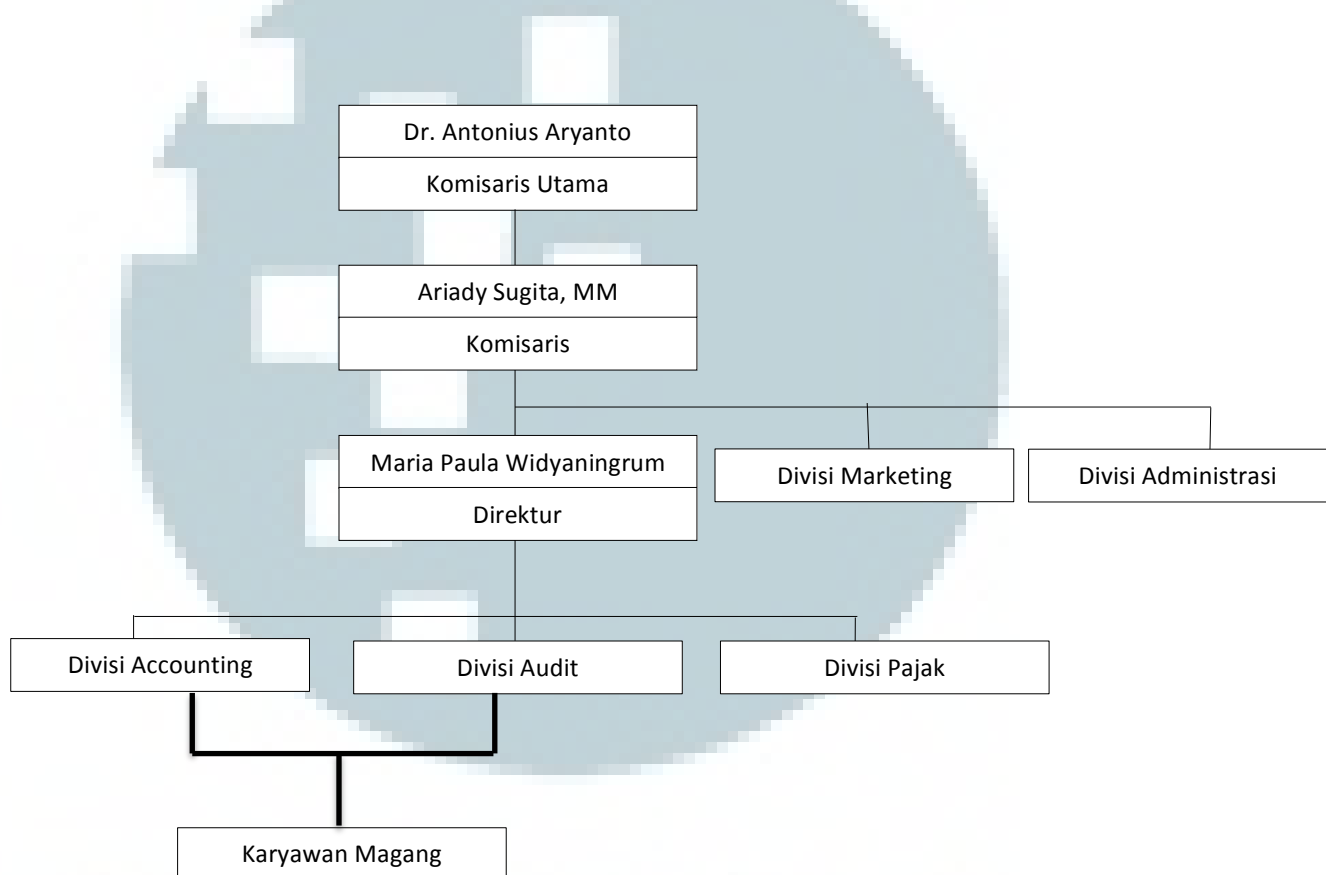 Dr. Antonius Aryanto
Komisaris Utama
Ariady Sugita, MM
Komisaris
Maria Paula Widyaningrum
Direktur
Divisi Marketing
Divisi Administrasi
Divisi Accounting
Divisi Audit
Divisi Pajak
Karyawan Magang